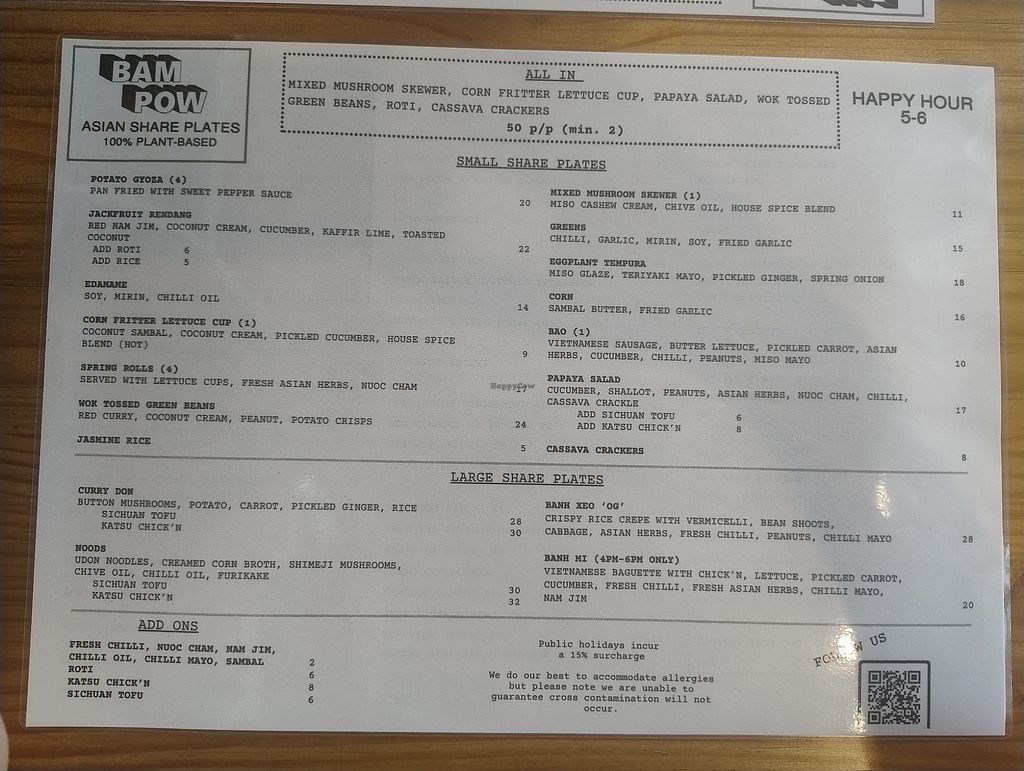 BAM
POW
ASIAN SHARE PLATES
100% PLANT-BASED
ALL IN
MIXED MUSHROOM SKEWER, CORN FRITTER LETTUCE CUP, PAPAYA SALAD, WOK TOSSED
GREEN BEANS, ROTI, CASSAVA CRACKERS
50 p/p (min. 2)
HAPPY HOUR
5-6
SMALL SHARE PLATES
POTATO GYOZA (4)
PAN FRIED WITH SWEET PEPPER SAUCE 20
JACKFRUIT RENDANG
RED NAM JIM, COCONUT CREAM, CUCUMBER, KAFFIR LIME, TOASTED
COCONUT 22
ADD ROTI 6
ADD RICE 5
EDAMAME
SOY, MIRIN, CHILLI OIL 14
CORN FRITTER LETTUCE CUP (1)
COCONUT SAMBAL, COCONUT CREAM, PICKLED CUCUMBER, HOUSE SPICE
BLEND (HOT) 9
SPRING ROLLS (4)
SERVED WITH LETTUCE CUPS, FRESH ASIAN HERBS, NUOC CHAM 17
HappyCow
WOK TOSSED GREEN BEANS
RED CURRY, COCONUT CREAM, PEANUT, POTATO CRISPS 24
JASMINE RICE 5
MIXED MUSHROOM SKEWER (1)
MISO CASHEW CREAM, CHIVE OIL, HOUSE SPICE BLEND 11
GREENS
CHILLI, GARLIC, MIRIN, SOY, FRIED GARLIC 15
EGGPLANT TEMPURA
MISO GLAZE, TERIYAKI MAYO, PICKLED GINGER, SPRING ONION 18
CORN
SAMBAL BUTTER, FRIED GARLIC 16
BAO (1)
VIETNAMESE SAUSAGE, BUTTER LETTUCE, PICKLED CARROT, ASIAN
HERBS, CUCUMBER, CHILLI, PEANUTS, MISO MAYO 10
PAPAYA SALAD
CUCUMBER, SHALLOT, PEANUTS, ASIAN HERBS, NUOC CHAM, CHILLI,
CASSAVA CRACKLE 17
ADD SICHUAN TOFU 6
ADD KATSU CHICK'N 8
CASSAVA CRACKERS 8
LARGE SHARE PLATES
CURRY DON
BUTTON MUSHROOMS, POTATO, CARROT, PICKLED GINGER, RICE
SICHUAN TOFU 28
KATSU CHICK'N 30
NOODS
UDON NOODLES, CREAMED CORN BROTH, SHIMEJI MUSHROOMS,
CHIVE OIL, CHILLI OIL, FURIKAKE
SICHUAN TOFU 30
KATSU CHICK'N 32
BANH XEO 'OG'
CRISPY RICE CREPE WITH VERMICELLI, BEAN SHOOTS,
CABBAGE, ASIAN HERBS, FRESH CHILLI, PEANUTS, CHILLI MAYO 28
BANH MI (4PM-6PM ONLY)
VIETNAMESE BAGUETTE WITH CHICK'N, LETTUCE, PICKLED CARROT,
CUCUMBER, FRESH CHILLI, FRESH ASIAN HERBS, CHILLI MAYO,
NAM JIM 20
ADD ONS
FRESH CHILLI, NUOC CHAM, NAM JIM,
CHILLI OIL, CHILLI MAYO, SAMBAL 2
ROTI 6
KATSU CHICK'N 8
SICHUAN TOFU 6
Public holidays incur
a 15% surcharge
We do our best to accommodate allergies
but please note we are unable to
guarantee cross contamination will not
occur.
FOLLOW US